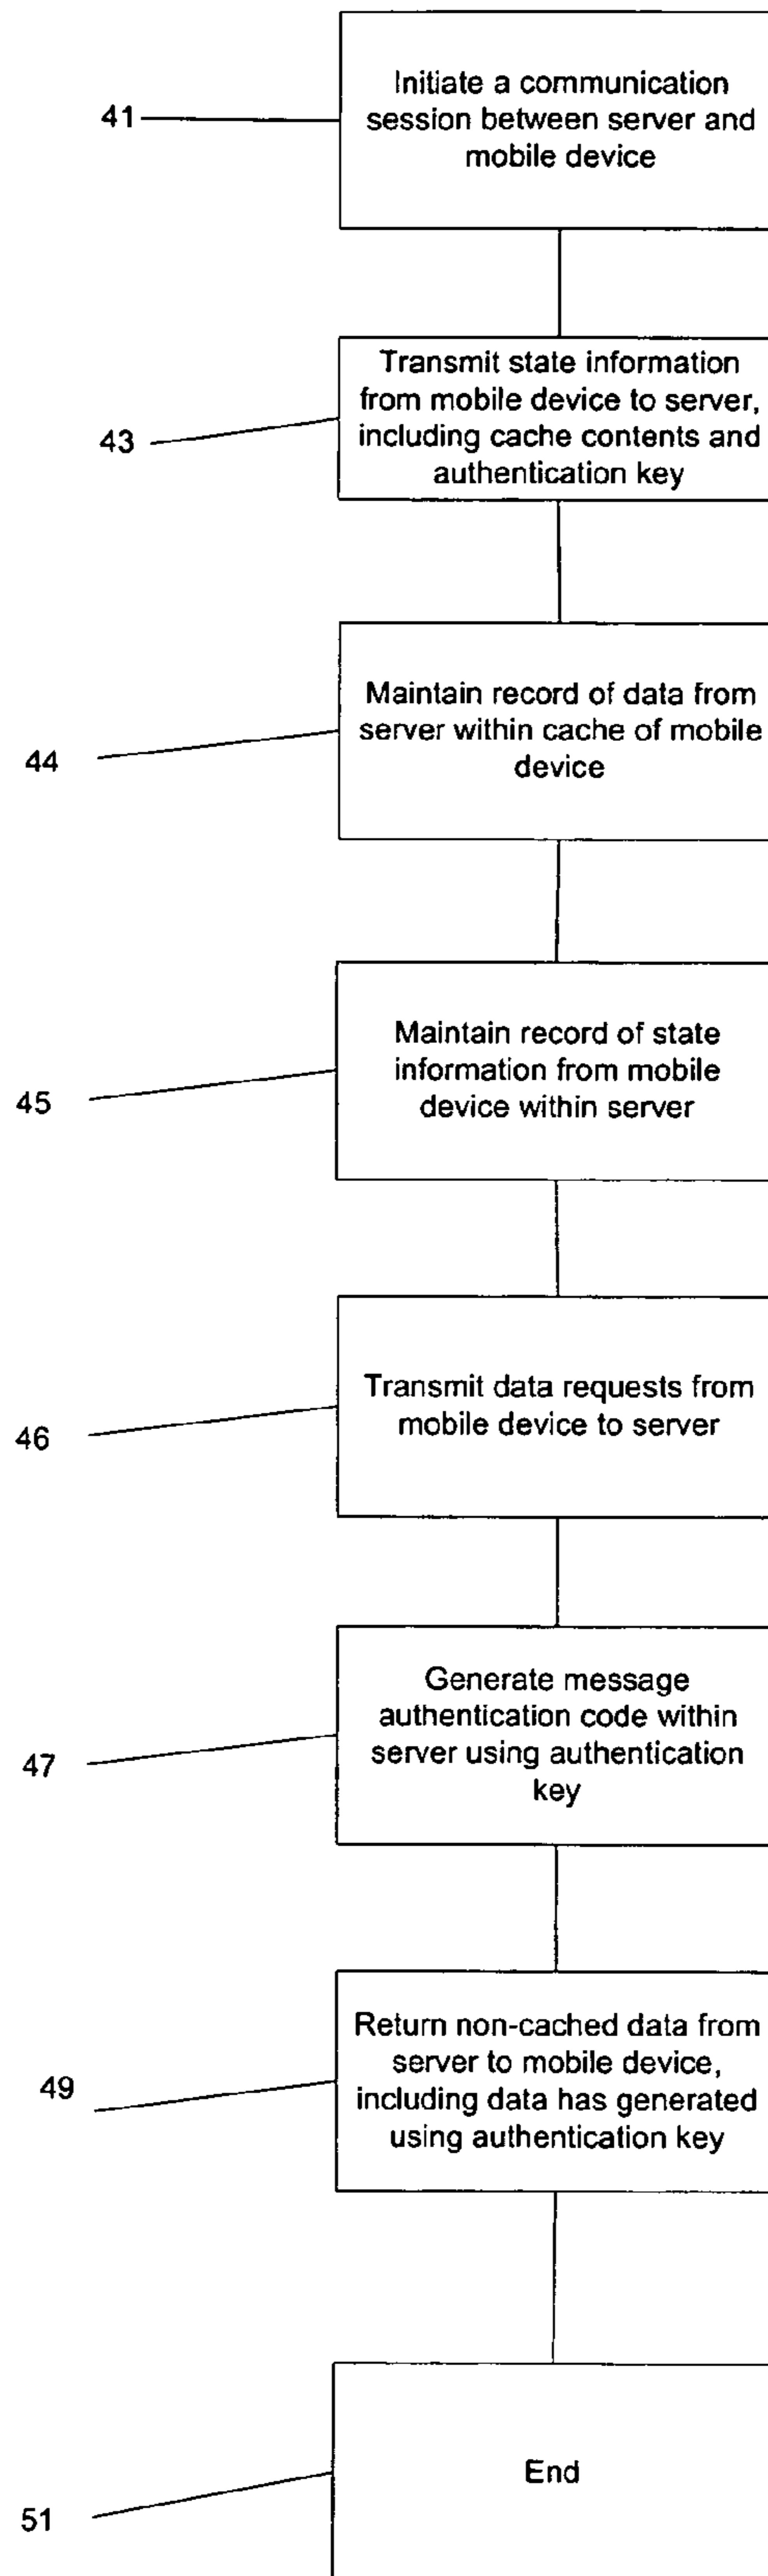 Initiate a communication
session between server and
mobile device
41
Transmit state information
from mobile device to server,
including cache contents and
authentication key
43
Maintain record of data from
server within cache of mobile
device
44
Maintain record of state
information from mobile
device within server
45
Transmit data requests from
mobile device to server
46
Generate message
authentication code within
server using authentication
key
47
Return non-cached data from
server to mobile device,
including data has generated
using authentication key
49
End
51